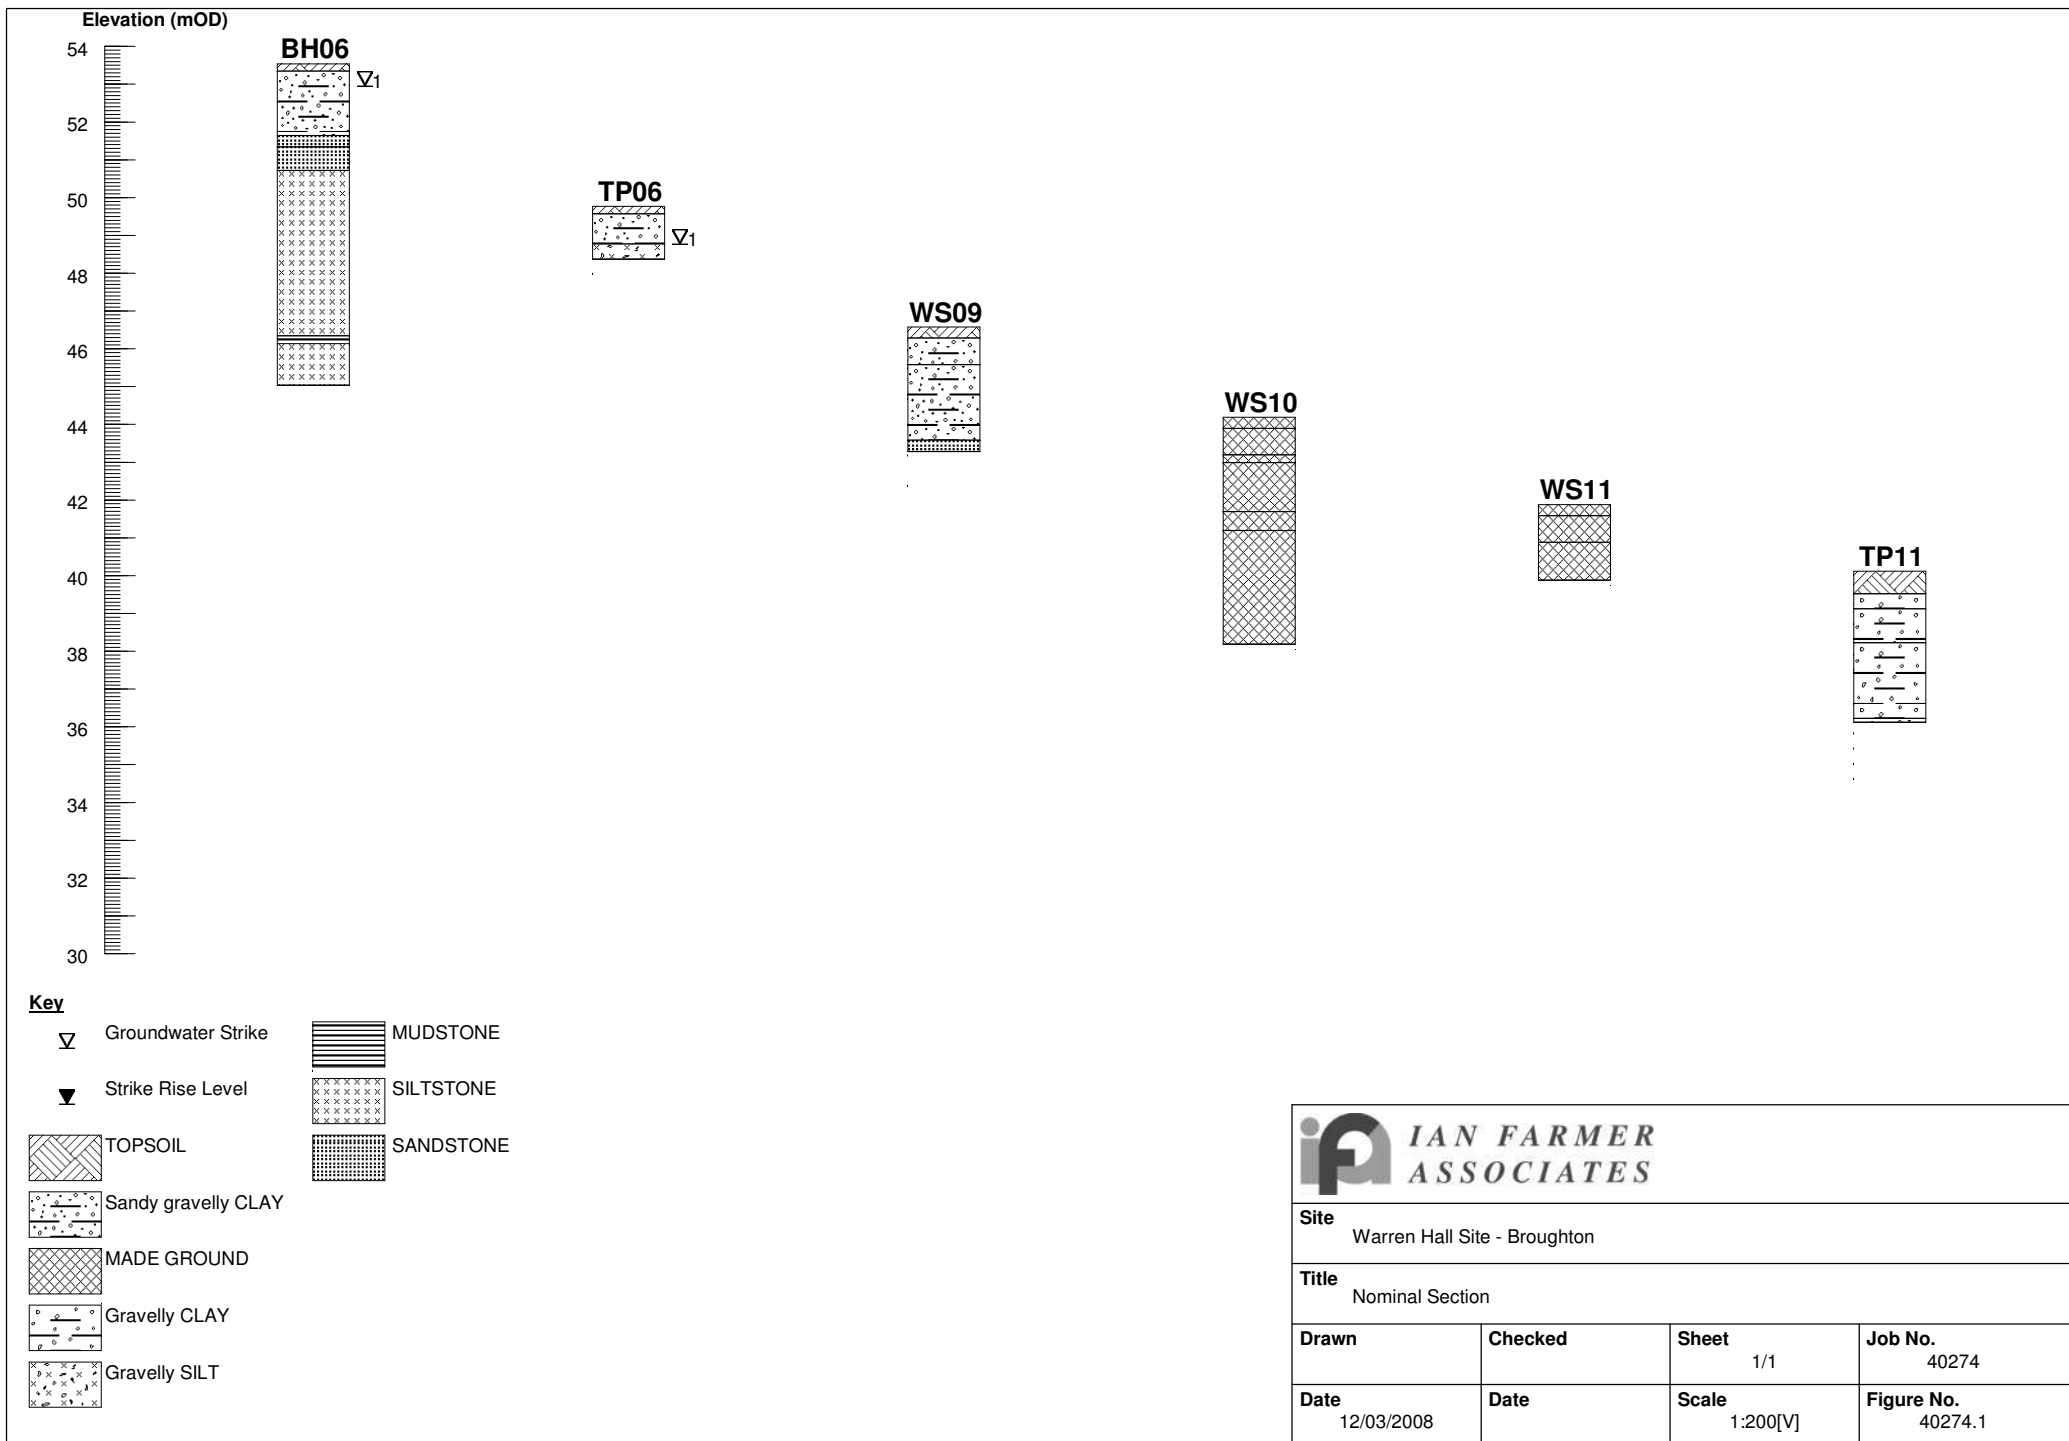 Elevation (mOD)
54
52
50
48
46
44
42
40
38
36
34
32
30
BH06
1
TP06
1
WS09
WS10
WS11
TP11
Key
Groundwater Strike
Strike Rise Level
TOPSOIL
Sandy gravelly CLAY
MADE GROUND
Gravelly CLAY
Gravelly SILT
MUDSTONE
SILTSTONE
SANDSTONE
ifa
IAN FARMER
ASSOCIATES
Site
Warren Hall Site - Broughton
Title
Nominal Section
Drawn
Checked
Sheet
1/1
Job No.
40274
Date
12/03/2008
Date
Scale
1:200[V]
Figure No.
40274.1